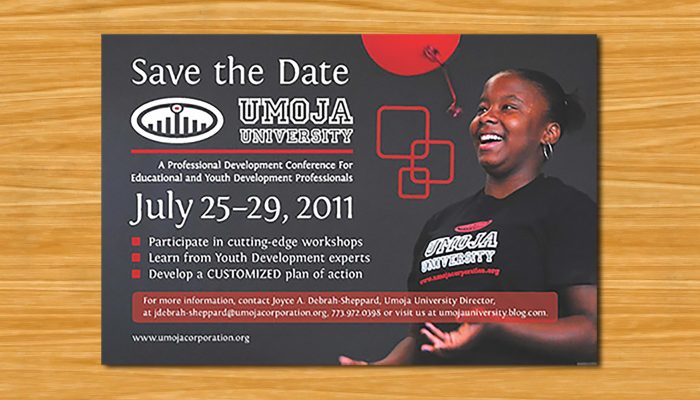 Save the Date
UMOJA
UNIVERSITY
A Professional Development Conference For
Educational and Youth Development Professionals
July 25–29, 2011
Participate in cutting-edge workshops
Learn from Youth Development experts
Develop a CUSTOMIZED plan of action
UMOJA
UNIVERSITY
www.umojacorporation.org
For more information, contact Joyce A. Debrah-Sheppard, Umoja University Director,
at jdebrah-sheppard@umojacorporation.org, 773.972.0398 or visit us at umojauniversity.blog.com.
www.umojacorporation.org